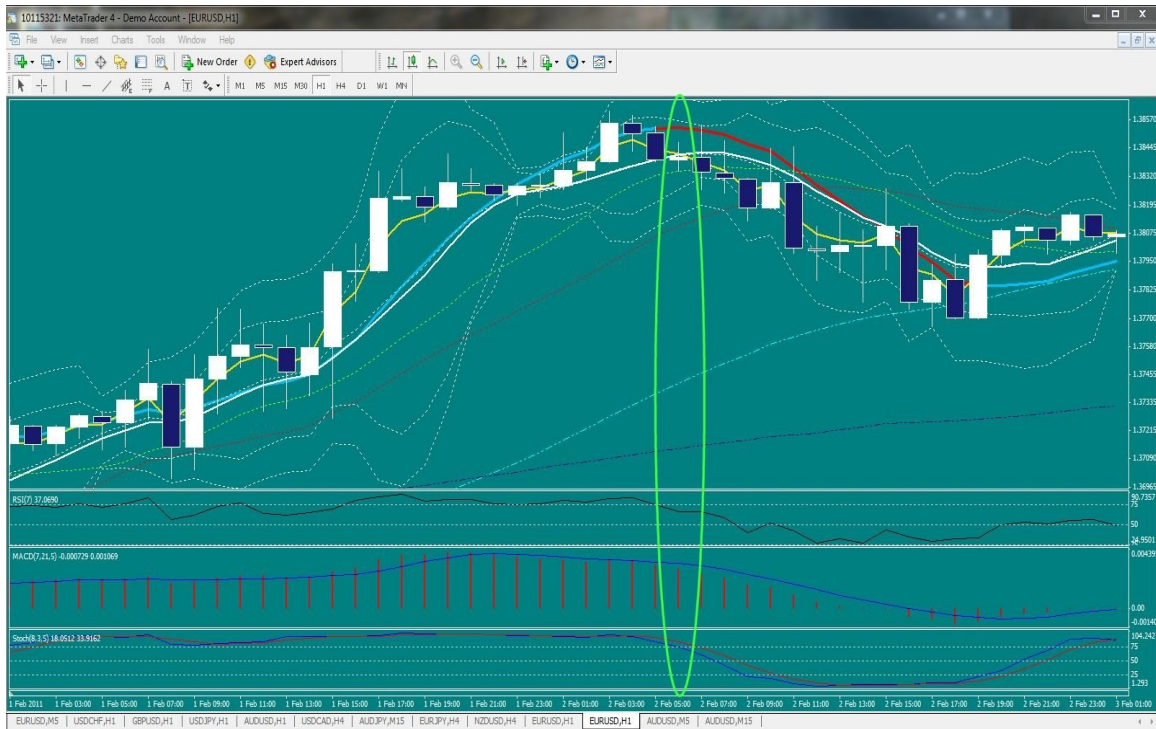 10115321: MetaTrader 4 - Demo Account - [EURUSD,H1]
File View Insert Charts Tools Window Help
New Order Expert Advisors
A T M1 M5 M15 M30 H1 H4 D1 W1 MN
1.38570
1.38445
1.38320
1.38195
1.38075
1.37950
1.37825
1.37700
1.37580
1.37455
1.37335
1.37215
1.37090
1.36965
RSI(7) 37.0690
90.7357
75
50
24.9501
MACD(7,21,5) -0.000729 0.001069
0.004395
0.00
-0.00140
Stoch(8,3,5) 18.0512 33.9162
104.242
75
50
25
1.293
1 Feb 2011 1 Feb 03:00 1 Feb 05:00 1 Feb 07:00 1 Feb 09:00 1 Feb 11:00 1 Feb 13:00 1 Feb 15:00 1 Feb 17:00 1 Feb 19:00 1 Feb 21:00 1 Feb 23:00 2 Feb 01:00 2 Feb 03:00 2 Feb 05:00 2 Feb 07:00 2 Feb 09:00 2 Feb 11:00 2 Feb 13:00 2 Feb 15:00 2 Feb 17:00 2 Feb 19:00 2 Feb 21:00 2 Feb 23:00 3 Feb 01:00
EURUSD,M5 USDCHF,H1 GBPUSD,H1 USDJPY,H1 AUDUSD,H1 USDCAD,H4 AUDJPY,M15 EURJPY,H4 NZDUSD,H4 EURUSD,H1 EURUSD,H1 AUDUSD,M5 AUDUSD,M15